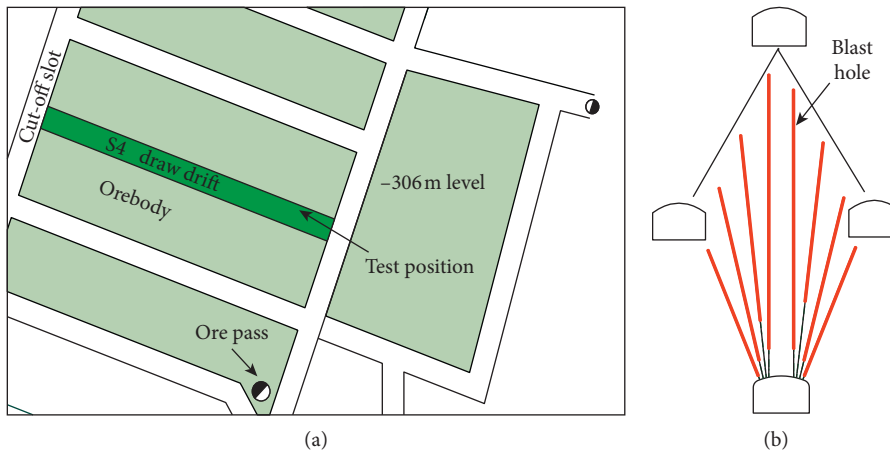 Cut-off slot
S4 draw drift
Orebody
–306 m level
Test position
Ore pass
(a)
Blast
hole
(b)